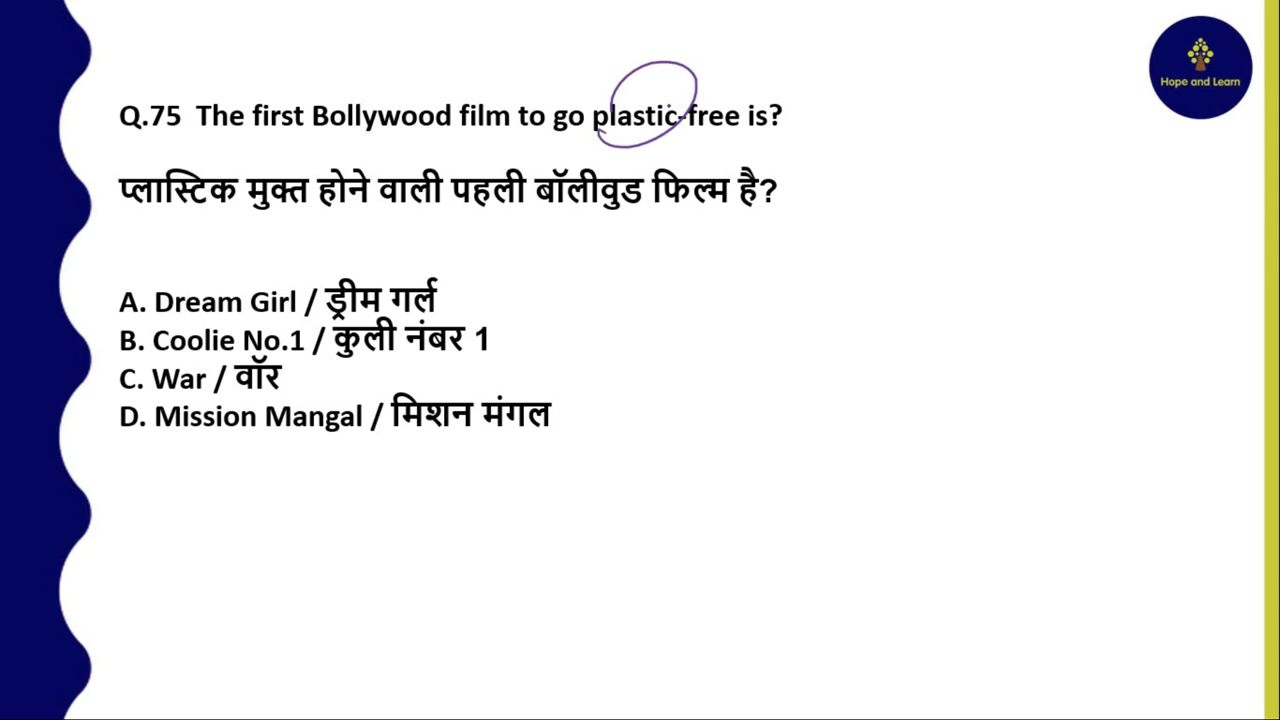 Hope and Learn
Q.75 The first Bollywood film to go plastic-free is?
प्लास्टिक मुक्त होने वाली पहली बॉलीवुड फिल्म है?
A. Dream Girl / ड्रीम गर्ल
B. Coolie No.1 / कुली नंबर 1
C. War / वॉर
D. Mission Mangal / मिशन मंगल